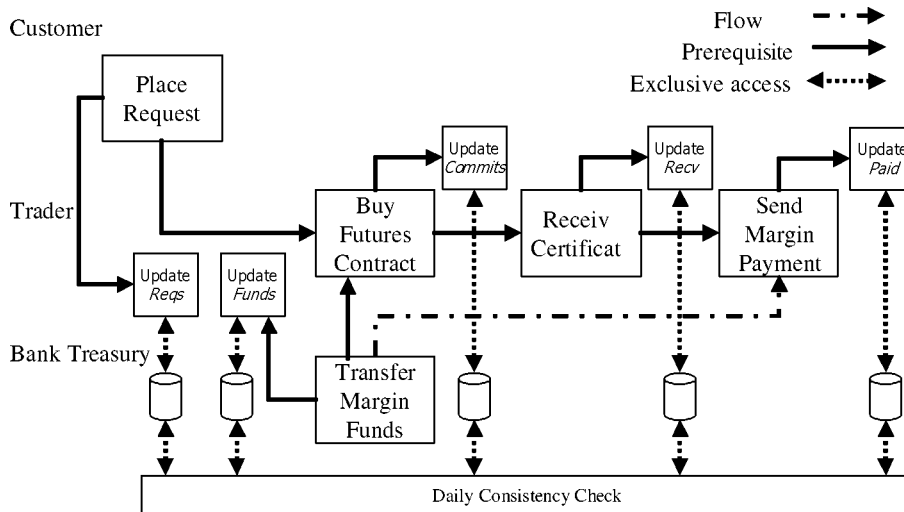 Customer
Flow
Prerequisite
Exclusive access
Place
Request
Update
Commits
Update
Recv
Update
Paid
Trader
Buy
Futures
Contract
Receiv
Certificat
Send
Margin
Payment
Update
Reqs
Update
Funds
Bank Treasury
Transfer
Margin
Funds
Daily Consistency Check